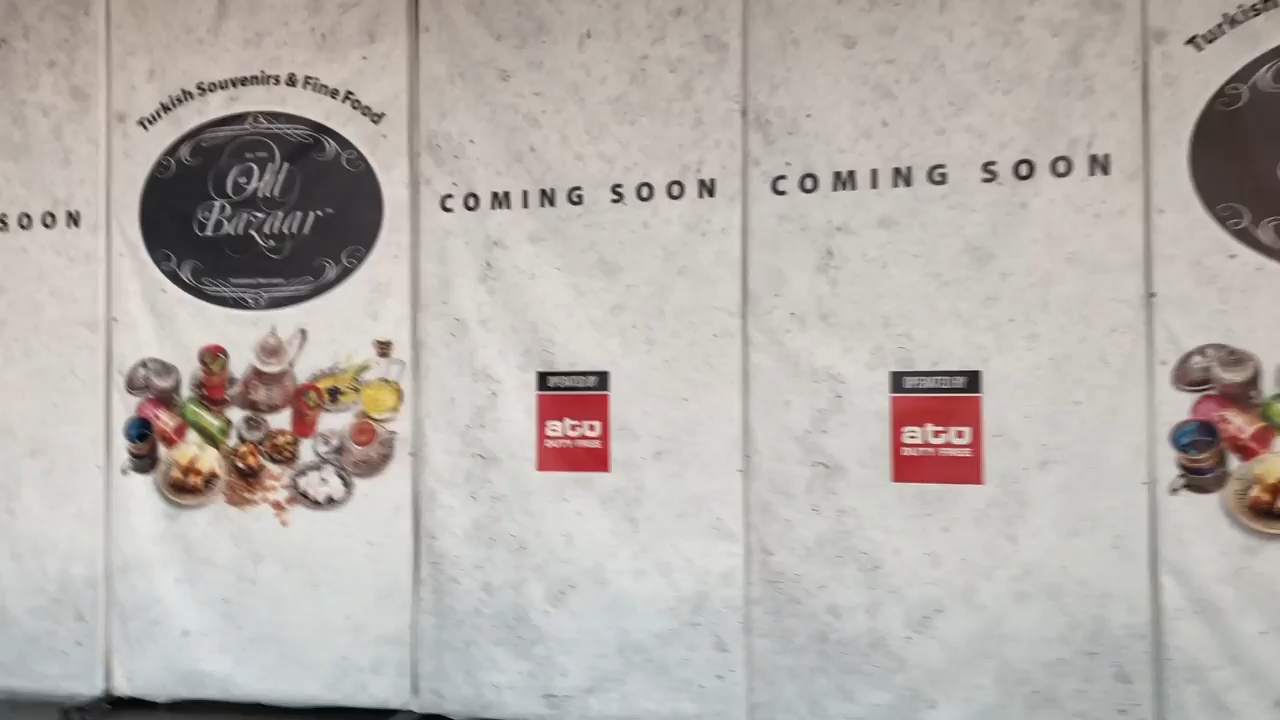 SOON
Turkish Souvenirs & Fine Food
Old
Bazaar
COMING SOON
ato
DUTY FREE
COMING SOON
ato
DUTY FREE
Turkish